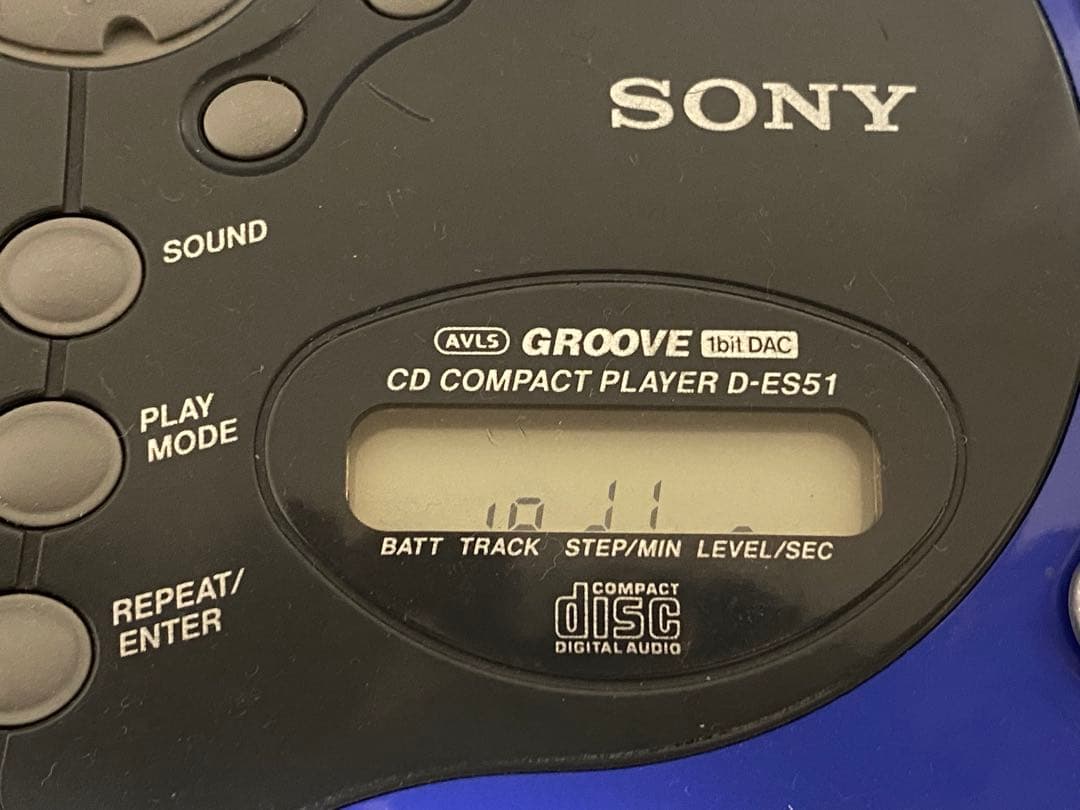 SONY
SOUND
AVLS GROOVE 1bit DAC
CD COMPACT PLAYER D-ES51
PLAY
MODE
BATT TRACK STEP/MIN LEVEL/SEC
REPEAT/
ENTER
COMPACT
disc
DIGITAL AUDIO